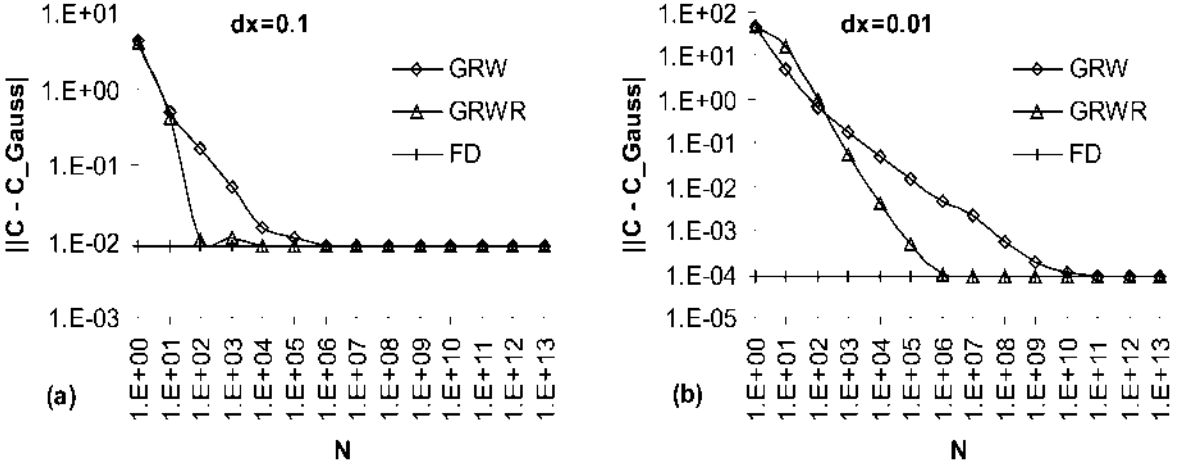 dx=0.1
||C - C_Gauss|
1.E+01
1.E+00
1.E-01
1.E-02
1.E-03
GRW
GRWR
FD
1.E+00
1.E+01
1.E+02
1.E+03
1.E+04
1.E+05
1.E+06
1.E+07
1.E+08
1.E+09
1.E+10
1.E+11
1.E+12
1.E+13
(a)
N
dx=0.01
||C - C_Gauss|
1.E+02
1.E+01
1.E+00
1.E-01
1.E-02
1.E-03
1.E-04
1.E-05
GRW
GRWR
FD
1.E+00
1.E+01
1.E+02
1.E+03
1.E+04
1.E+05
1.E+06
1.E+07
1.E+08
1.E+09
1.E+10
1.E+11
1.E+12
1.E+13
(b)
N